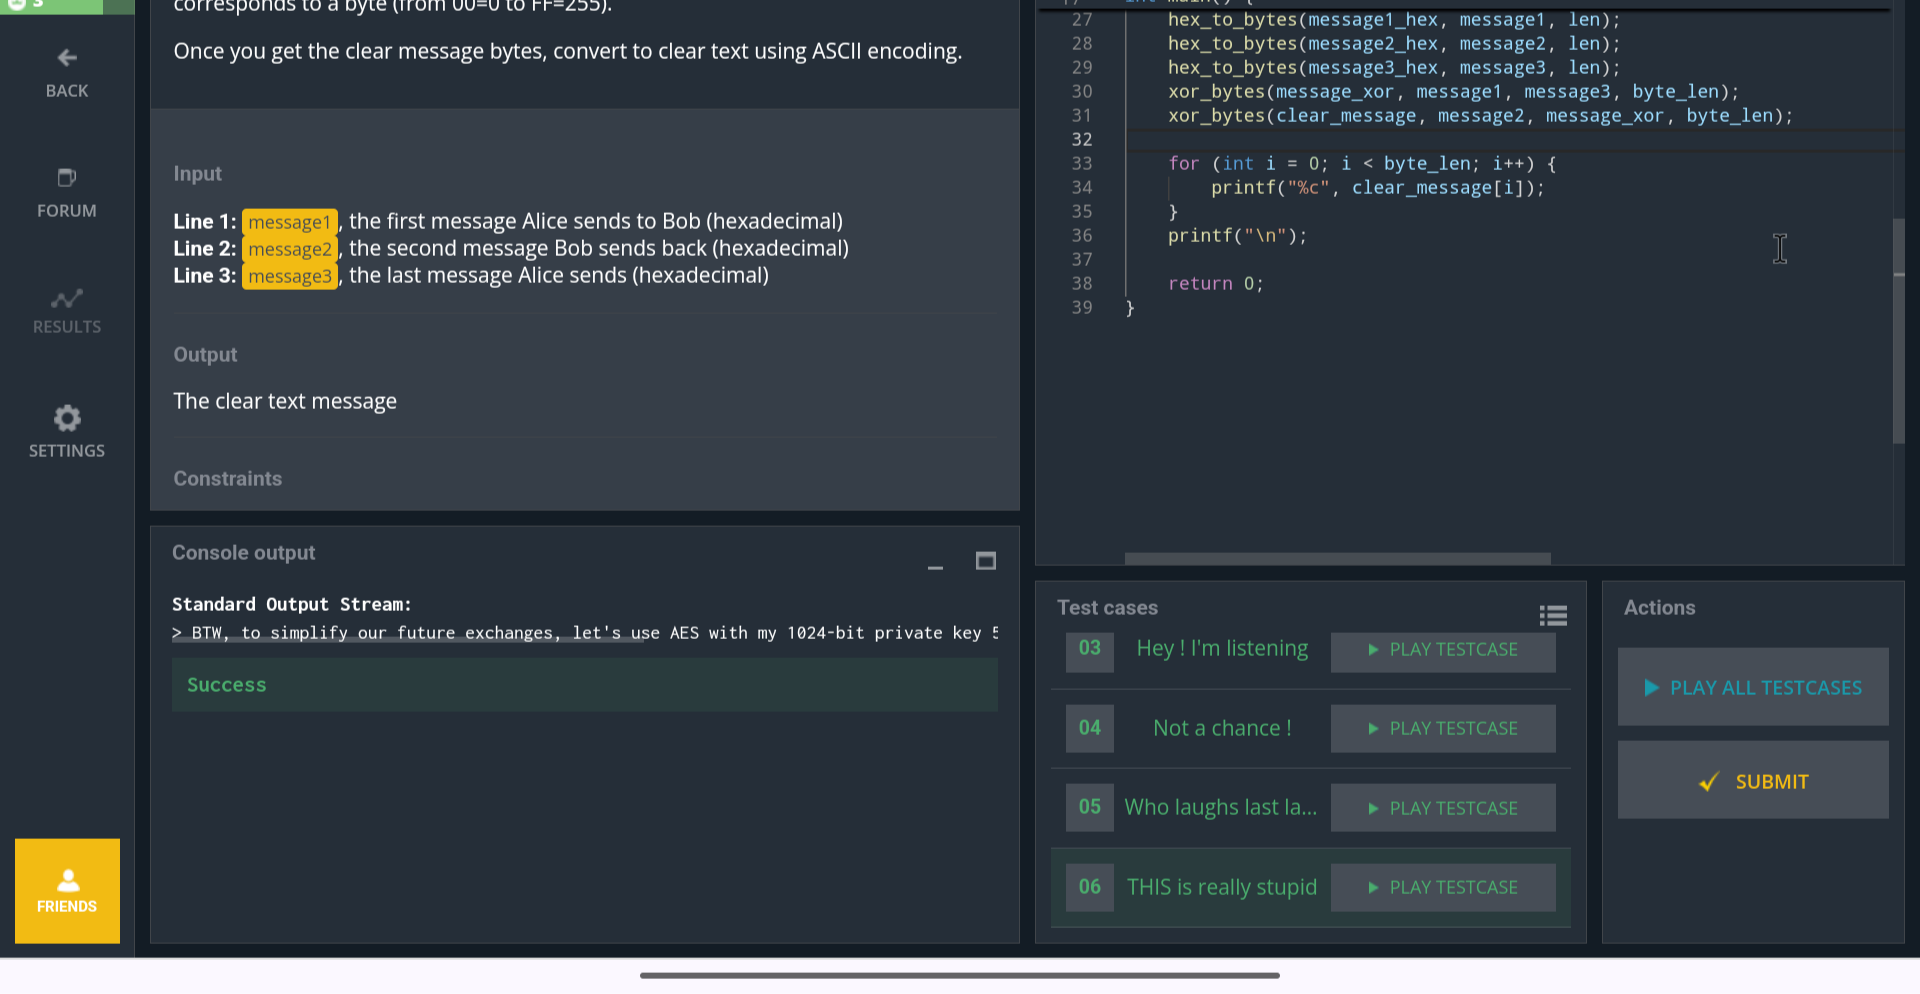 3
BACK
FORUM
RESULTS
SETTINGS
FRIENDS
corresponds to a byte (from 00=0 to FF=255).
Once you get the clear message bytes, convert to clear text using ASCII encoding.
Input
Line 1: message1, the first message Alice sends to Bob (hexadecimal)
Line 2: message2, the second message Bob sends back (hexadecimal)
Line 3: message3, the last message Alice sends (hexadecimal)
Output
The clear text message
Constraints
Console output
Standard Output Stream:
> BTW, to simplify our future exchanges, let's use AES with my 1024-bit private key 5
Success
17 int main() {
27 hex_to_bytes(message1_hex, message1, len);
28 hex_to_bytes(message2_hex, message2, len);
29 hex_to_bytes(message3_hex, message3, len);
30 xor_bytes(message_xor, message1, message3, byte_len);
31 xor_bytes(clear_message, message2, message_xor, byte_len);
32
33 for (int i = 0; i < byte_len; i++) {
34 printf("%c", clear_message[i]);
35 }
36 printf("\n");
37
38 return 0;
39 }
Test cases
03 Hey ! I'm listening PLAY TESTCASE
04 Not a chance ! PLAY TESTCASE
05 Who laughs last la... PLAY TESTCASE
06 THIS is really stupid PLAY TESTCASE
Actions
PLAY ALL TESTCASES
SUBMIT